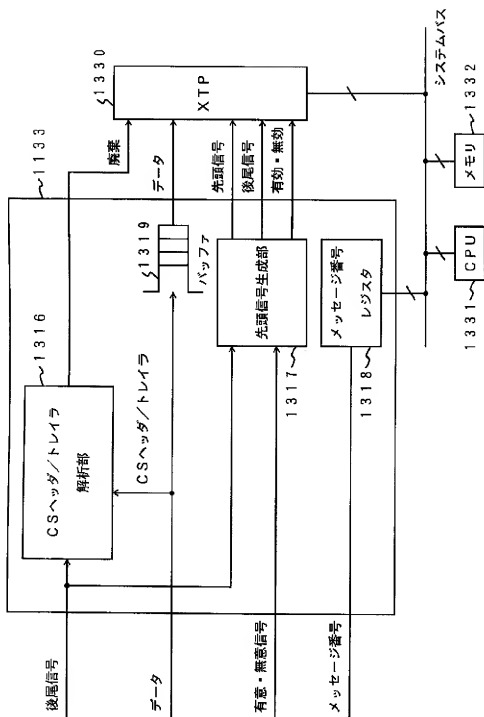 1133
1316
CSヘッダ/トレイラ
解析部
CSヘッダ/トレイラ
1319
バッファ
先頭信号生成部
1317
メッセージ番号
レジスタ
1318
後尾信号
データ
有意・無意信号
メッセージ番号
廃棄
データ
先頭信号
後尾信号
有効・無効
1330
XTP
システムバス
CPU
1331
メモリ
1332